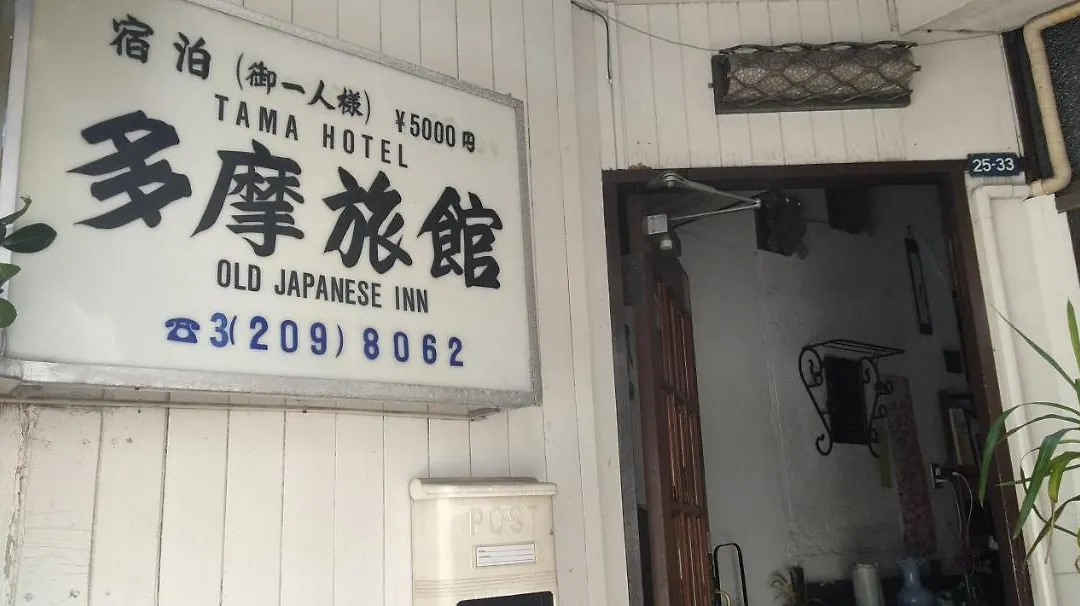 宿泊(御一人様) ¥5000円
TAMA HOTEL
多摩旅館
OLD JAPANESE INN
☎3(209)8062
25-33
POST